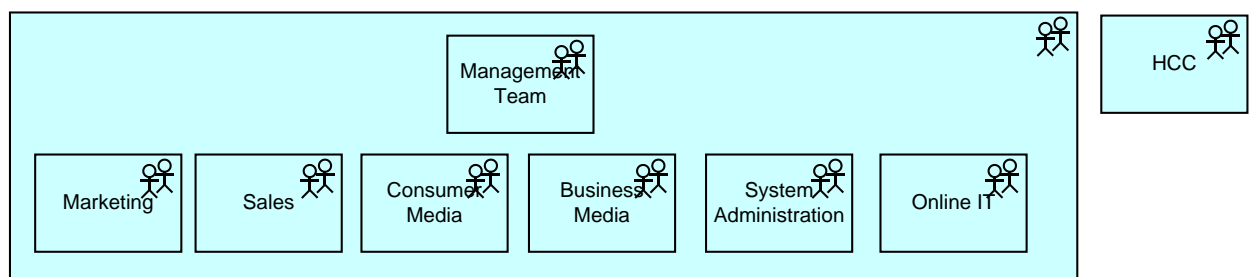 Management
Team
HCC
Marketing
Sales
Consumer
Media
Business
Media
System
Administration
Online IT